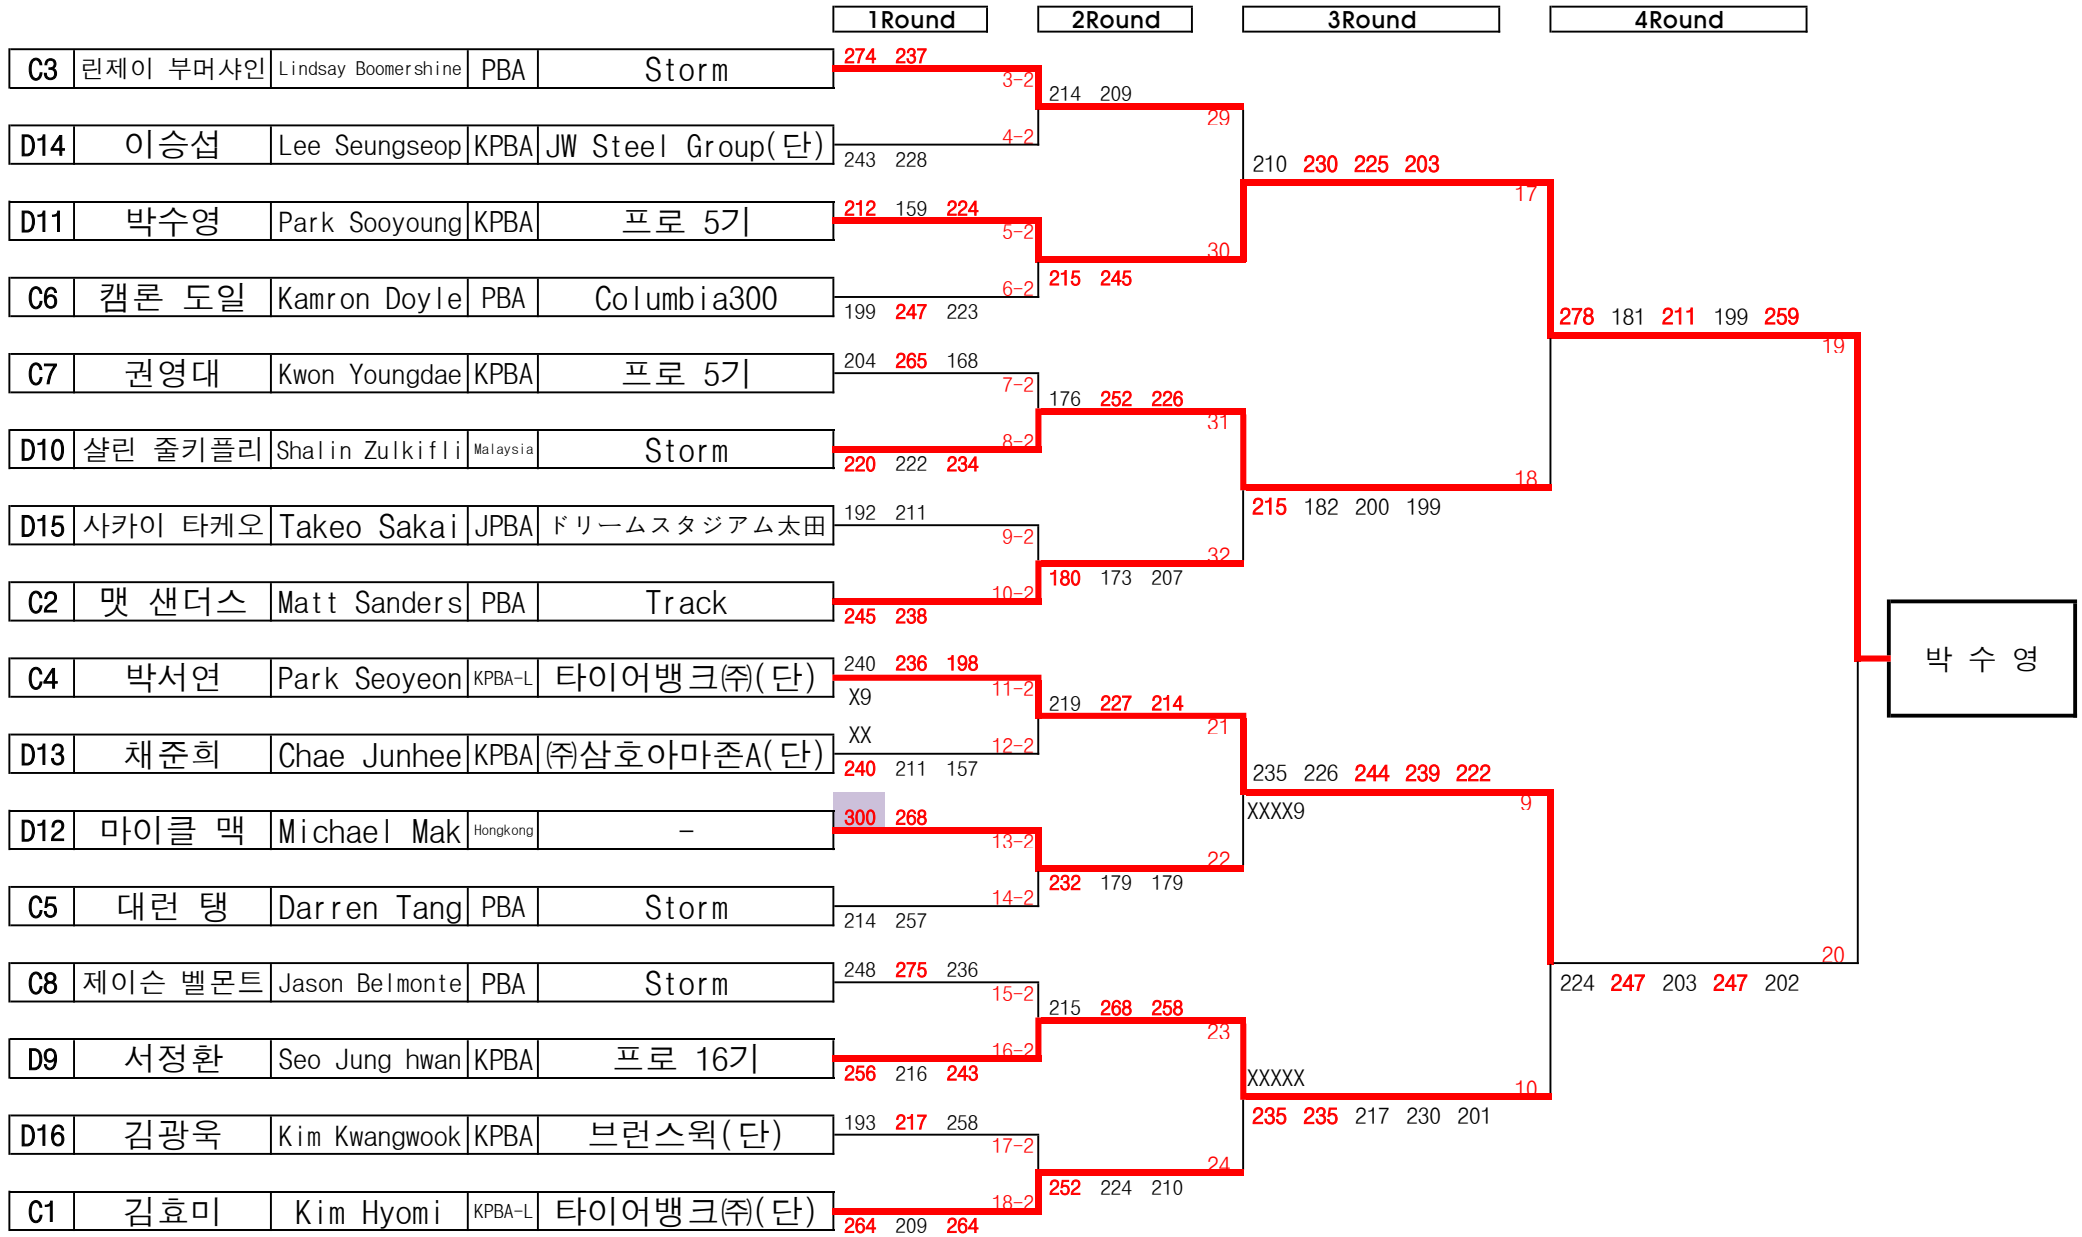 1Round 2Round 3Round 4Round
274 237
C3 린제이 부머샤인 Lindsay Boomershine PBA Storm
3-2
214 209
29
4-2
D14 이승섭 Lee Seungseop KPBA JW Steel Group(단)
243 228
210 230 225 203
17
212 159 224
D11 박수영 Park Sooyoung KPBA 프로 5기
5-2
30
215 245
6-2
C6 캠론 도일 Kamron Doyle PBA Columbia300
199 247 223
278 181 211 199 259
19
204 265 168
C7 권영대 Kwon Youngdae KPBA 프로 5기
7-2
176 252 226
31
8-2
D10 샬린 줄키플리 Shalin Zulkifli Malaysia Storm
220 222 234
18
215 182 200 199
192 211
D15 사카이 타케오 Takeo Sakai JPBA ドリームスタジアム太田
9-2
32
180 173 207
10-2
C2 맷 샌더스 Matt Sanders PBA Track
245 238
박 수 영
240 236 198
C4 박서연 Park Seoyeon KPBA-L 타이어뱅크㈜(단)
11-2
X9
219 227 214
21
XX
12-2
D13 채준희 Chae Junhee KPBA ㈜삼호아마존A(단)
240 211 157
235 226 244 239 222
9
XXXX9
300 268
D12 마이클 맥 Michael Mak Hongkong -
13-2
22
232 179 179
14-2
C5 대런 탱 Darren Tang PBA Storm
214 257
20
224 247 203 247 202
248 275 236
C8 제이슨 벨몬트 Jason Belmonte PBA Storm
15-2
215 268 258
23
16-2
D9 서정환 Seo Jung hwan KPBA 프로 16기
256 216 243
XXXXX
10
235 235 217 230 201
193 217 258
D16 김광욱 Kim Kwangwook KPBA 브런스윅(단)
17-2
24
252 224 210
18-2
C1 김효미 Kim Hyomi KPBA-L 타이어뱅크㈜(단)
264 209 264